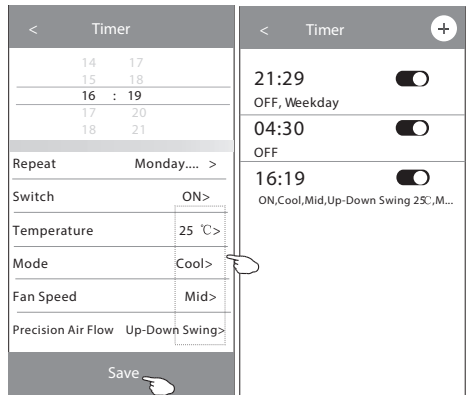 < Timer
14 17
15 18
16 : 19
17 20
18 21
Repeat Monday.... >
Switch ON>
Temperature 25 ℃>
Mode Cool>
Fan Speed Mid>
Precision Air Flow Up-Down Swing>
Save
< Timer +
21:29
OFF, Weekday
04:30
OFF
16:19
ON,Cool,Mid,Up-Down Swing 25℃,M...